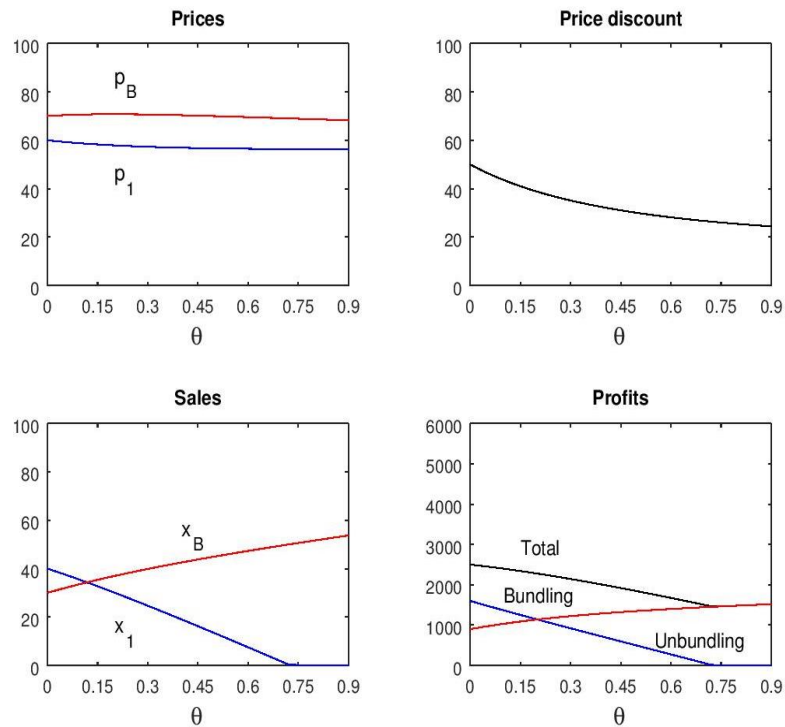 Prices
100
80
60
40
20
0
p_B
p_1
0 0.15 0.3 0.45 0.6 0.75 0.9
θ
Price discount
100
80
60
40
20
0
0 0.15 0.3 0.45 0.6 0.75 0.9
θ
Sales
100
80
60
40
20
0
x_B
x_1
0 0.15 0.3 0.45 0.6 0.75 0.9
θ
Profits
6000
5000
4000
3000
2000
1000
0
Total
Bundling
Unbundling
0 0.15 0.3 0.45 0.6 0.75 0.9
θ